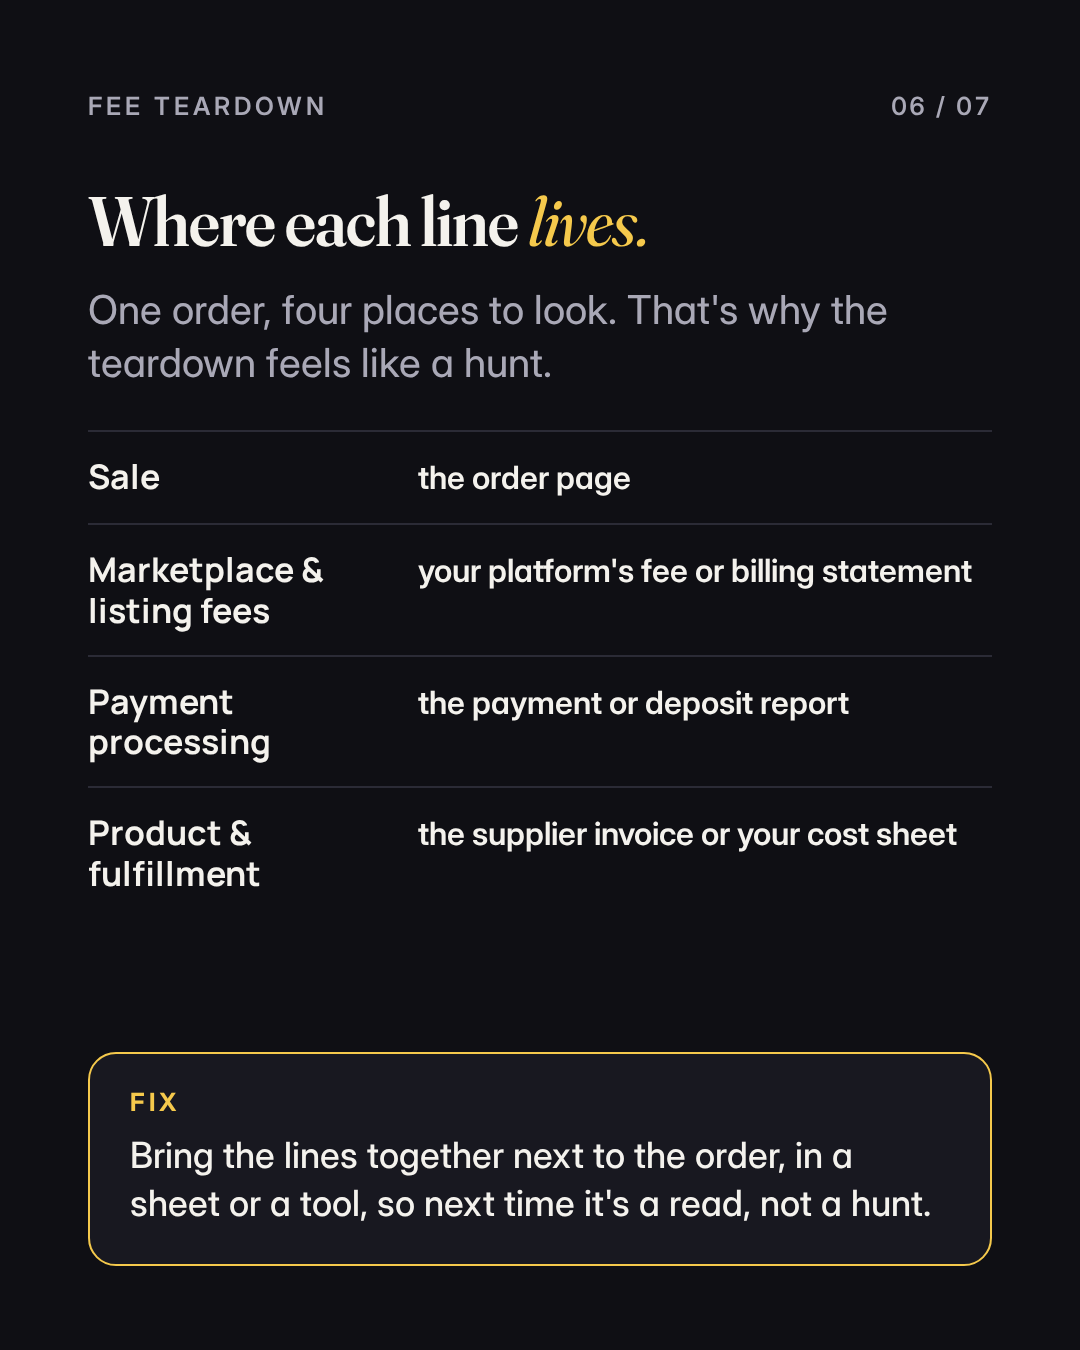 FEE TEARDOWN
06 / 07
Where each line lives.
One order, four places to look. That's why the
teardown feels like a hunt.
Sale
the order page
Marketplace &
listing fees
your platform's fee or billing statement
Payment
processing
the payment or deposit report
Product &
fulfillment
the supplier invoice or your cost sheet
FIX
Bring the lines together next to the order, in a
sheet or a tool, so next time it's a read, not a hunt.